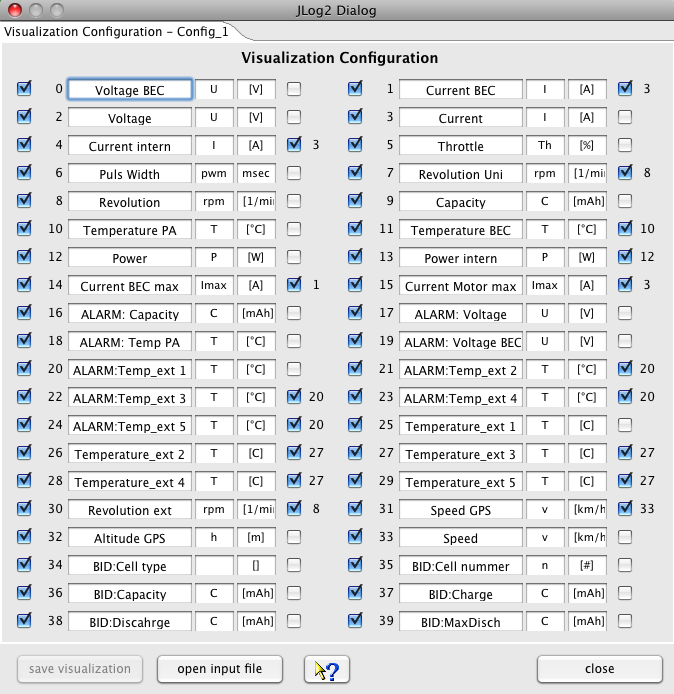 JLog2 Dialog
Visualization Configuration – Config_1
Visualization Configuration
0 Voltage BEC U [V] 1 Current BEC I [A] 3
2 Voltage U [V] 3 Current I [A]
4 Current intern I [A] 3 5 Throttle Th [%]
6 Puls Width pwm msec 7 Revolution Uni rpm [1/min 8
8 Revolution rpm [1/min 9 Capacity C [mAh]
10 Temperature PA T [°C] 11 Temperature BEC T [°C] 10
12 Power P [W] 13 Power intern P [W] 12
14 Current BEC max Imax [A] 1 15 Current Motor max Imax [A] 3
16 ALARM: Capacity C [mAh] 17 ALARM: Voltage U [V]
18 ALARM: Temp PA T [°C] 19 ALARM: Voltage BEC U [V]
20 ALARM:Temp_ext 1 T [°C] 21 ALARM:Temp_ext 2 T [°C] 20
22 ALARM:Temp_ext 3 T [°C] 20 23 ALARM:Temp_ext 4 T [°C] 20
24 ALARM:Temp_ext 5 T [°C] 20 25 Temperature_ext 1 T [C]
26 Temperature_ext 2 T [C] 27 27 Temperature_ext 3 T [C] 27
28 Temperature_ext 4 T [C] 27 29 Temperature_ext 5 T [C] 27
30 Revolution ext rpm [1/min 8 31 Speed GPS v [km/h 33
32 Altitude GPS h [m] 33 Speed v [km/h
34 BID:Cell type [] 35 BID:Cell nummer n [#]
36 BID:Capacity C [mAh] 37 BID:Charge C [mAh]
38 BID:Discahrge C [mAh] 39 BID:MaxDisch C [mAh]
save visualization open input file ? close